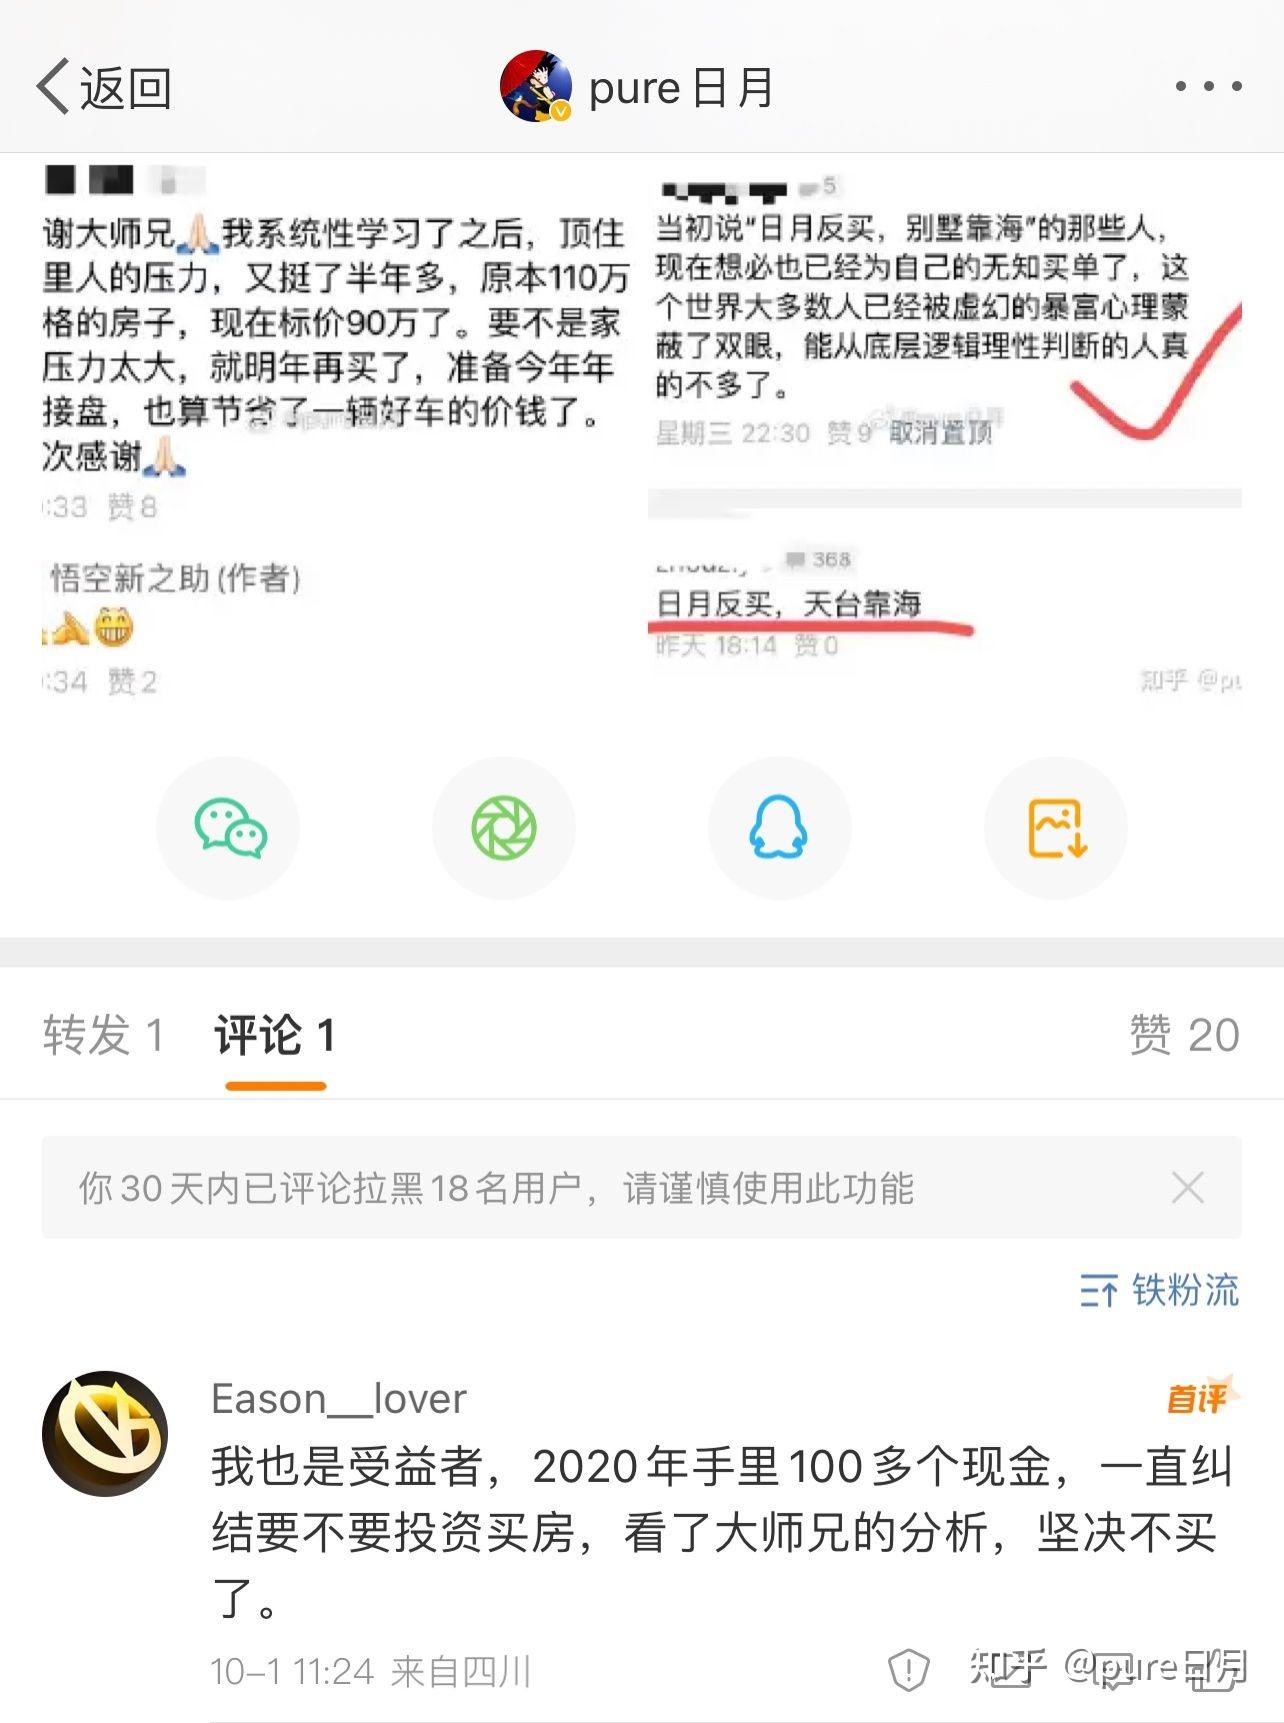 返回
pure日月
谢大师兄🙏🏻我系统性学习了之后，顶住
里人的压力，又挺了半年多，原本110万
格的房子，现在标价90万了。要不是家
压力太大，就明年再买了，准备今年年
接盘，也算节省了一辆好车的价钱了。
次感谢🙏🏻
:33 赞8
悟空新之助(作者)
:34 赞2
5
当初说“日月反买，别墅靠海”的那些人，
现在想必也已经为自己的无知买单了，这
个世界大多数人已经被虚幻的暴富心理蒙
蔽了双眼，能从底层逻辑理性判断的人真
的不多了。
星期三 22:30 赞9 取消置顶
368
日月反买，天台靠海
昨天 18:14 赞0
知乎 @pu
转发 1 评论 1 赞 20
你30天内已评论拉黑18名用户，请谨慎使用此功能
铁粉流
Eason__lover
首评
我也是受益者，2020年手里100多个现金，一直纠
结要不要投资买房，看了大师兄的分析，坚决不买
了。
10-1 11:24 来自四川
知乎 @pure日月